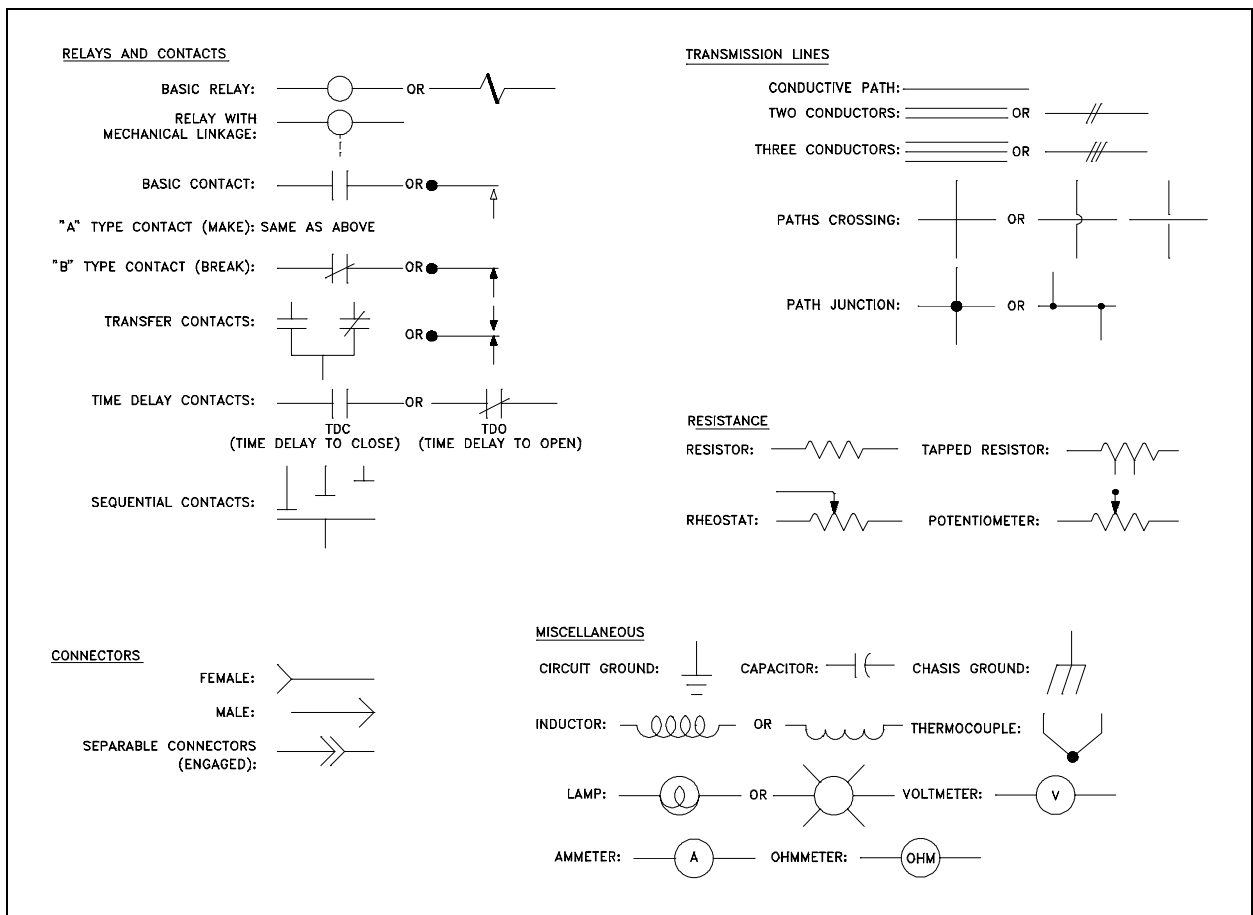 RELAYS AND CONTACTS
BASIC RELAY:
OR
RELAY WITH
MECHANICAL LINKAGE:
BASIC CONTACT:
OR
"A" TYPE CONTACT (MAKE): SAME AS ABOVE
"B" TYPE CONTACT (BREAK):
OR
TRANSFER CONTACTS:
OR
TIME DELAY CONTACTS:
OR
TDC
(TIME DELAY TO CLOSE)
TDO
(TIME DELAY TO OPEN)
SEQUENTIAL CONTACTS:
TRANSMISSION LINES
CONDUCTIVE PATH:
TWO CONDUCTORS:
OR
THREE CONDUCTORS:
OR
PATHS CROSSING:
OR
PATH JUNCTION:
OR
RESISTANCE
RESISTOR:
TAPPED RESISTOR:
RHEOSTAT:
POTENTIOMETER:
CONNECTORS
FEMALE:
MALE:
SEPARABLE CONNECTORS
(ENGAGED):
MISCELLANEOUS
CIRCUIT GROUND:
CAPACITOR:
CHASIS GROUND:
INDUCTOR:
OR
THERMOCOUPLE:
LAMP:
OR
VOLTMETER:
V
AMMETER:
A
OHMMETER:
OHM